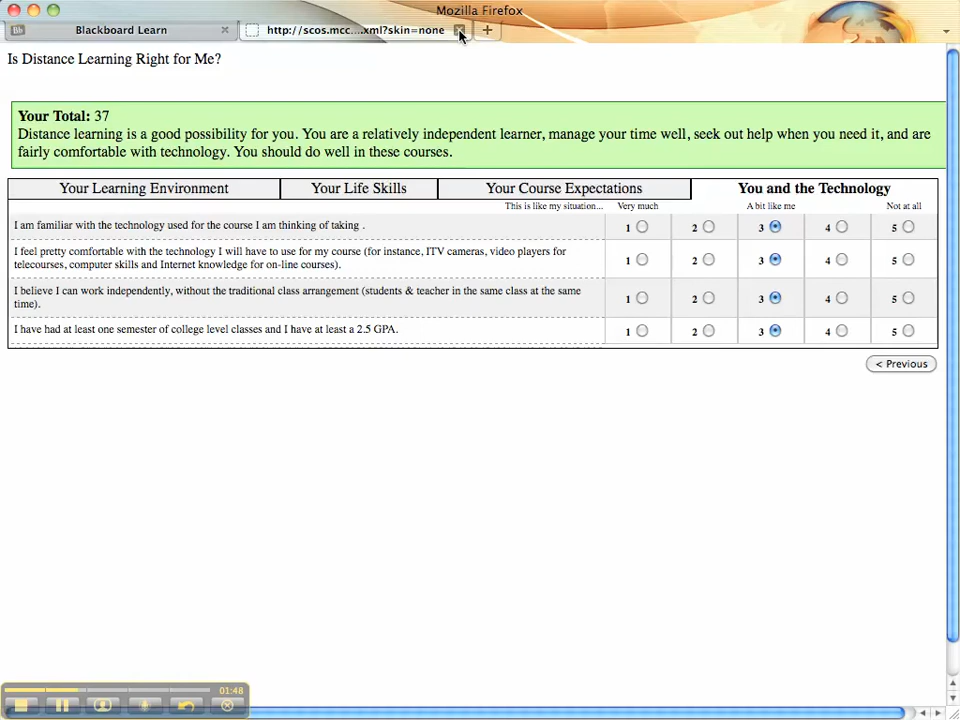 Mozilla Firefox
Bb Blackboard Learn
http://scos.mcc....xml?skin=none
Is Distance Learning Right for Me?
Your Total: 37
Distance learning is a good possibility for you. You are a relatively independent learner, manage your time well, seek out help when you need it, and are
fairly comfortable with technology. You should do well in these courses.
Your Learning Environment Your Life Skills Your Course Expectations You and the Technology
This is like my situation... Very much A bit like me Not at all
I am familiar with the technology used for the course I am thinking of taking . 1 2 3 4 5
I feel pretty comfortable with the technology I will have to use for my course (for instance, ITV cameras, video players for
telecourses, computer skills and Internet knowledge for on-line courses). 1 2 3 4 5
I believe I can work independently, without the traditional class arrangement (students & teacher in the same class at the same
time). 1 2 3 4 5
I have had at least one semester of college level classes and I have at least a 2.5 GPA. 1 2 3 4 5
< Previous
01:48